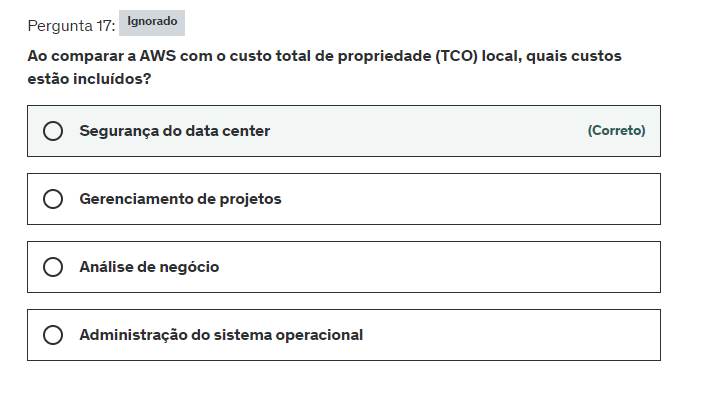 Pergunta 17: Ignorado
Ao comparar a AWS com o custo total de propriedade (TCO) local, quais custos
estão incluídos?
Segurança do data center (Correto)
Gerenciamento de projetos
Análise de negócio
Administração do sistema operacional